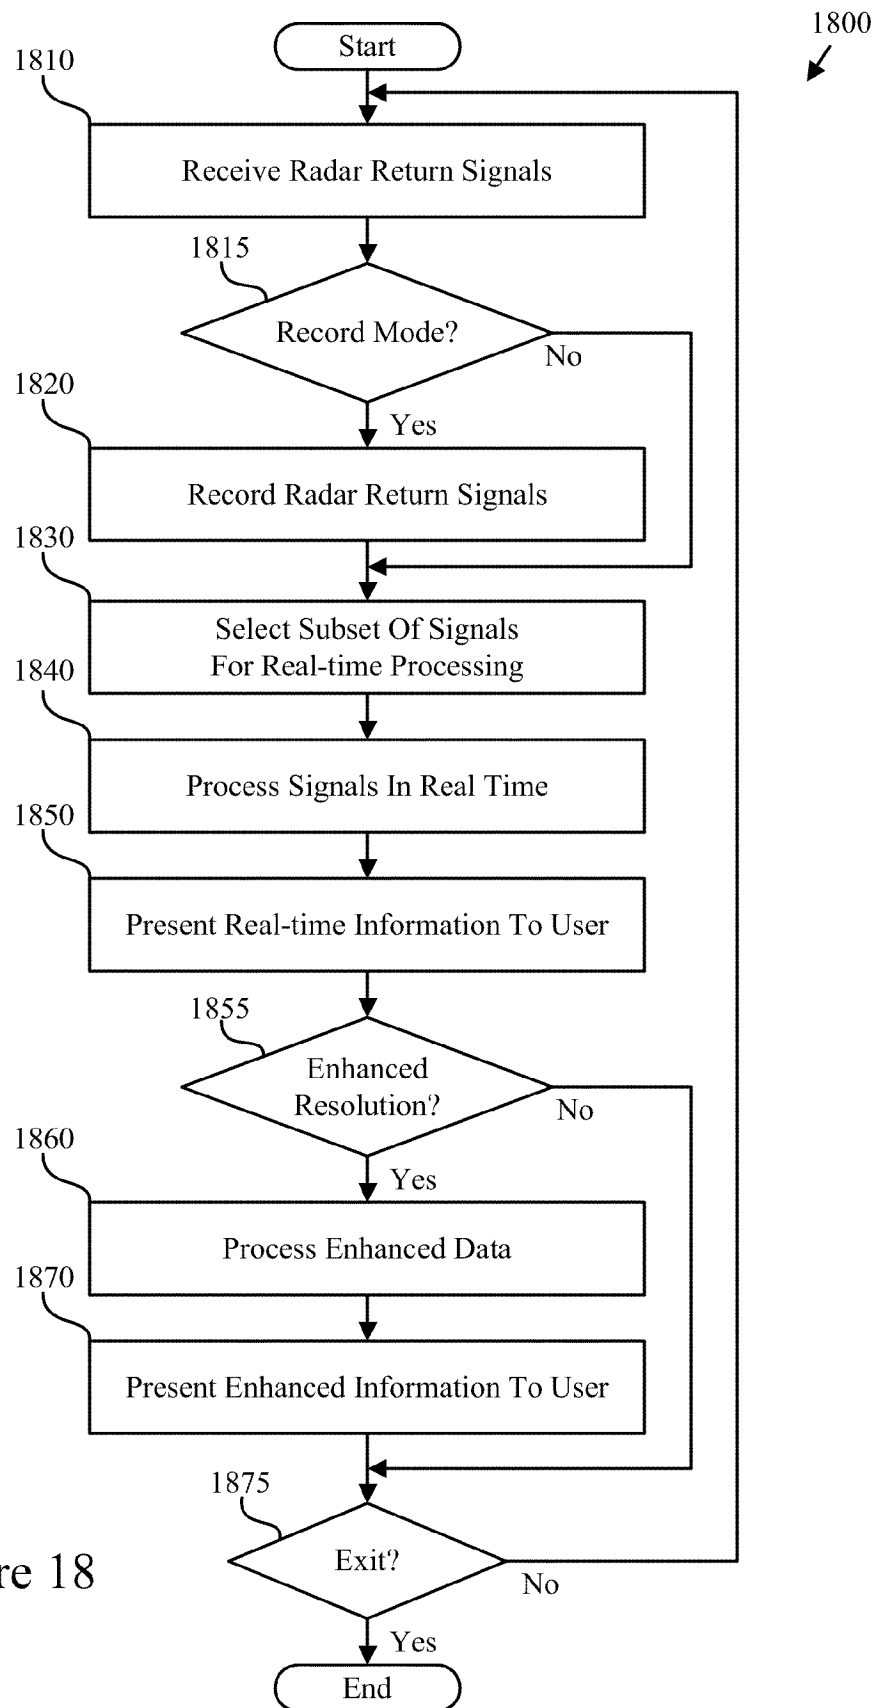 1800
Start
1810
Receive Radar Return Signals
1815
Record Mode?
No
Yes
1820
Record Radar Return Signals
1830
Select Subset Of Signals
For Real-time Processing
1840
Process Signals In Real Time
1850
Present Real-time Information To User
1855
Enhanced
Resolution?
No
Yes
1860
Process Enhanced Data
1870
Present Enhanced Information To User
1875
Exit?
No
Yes
re 18
End